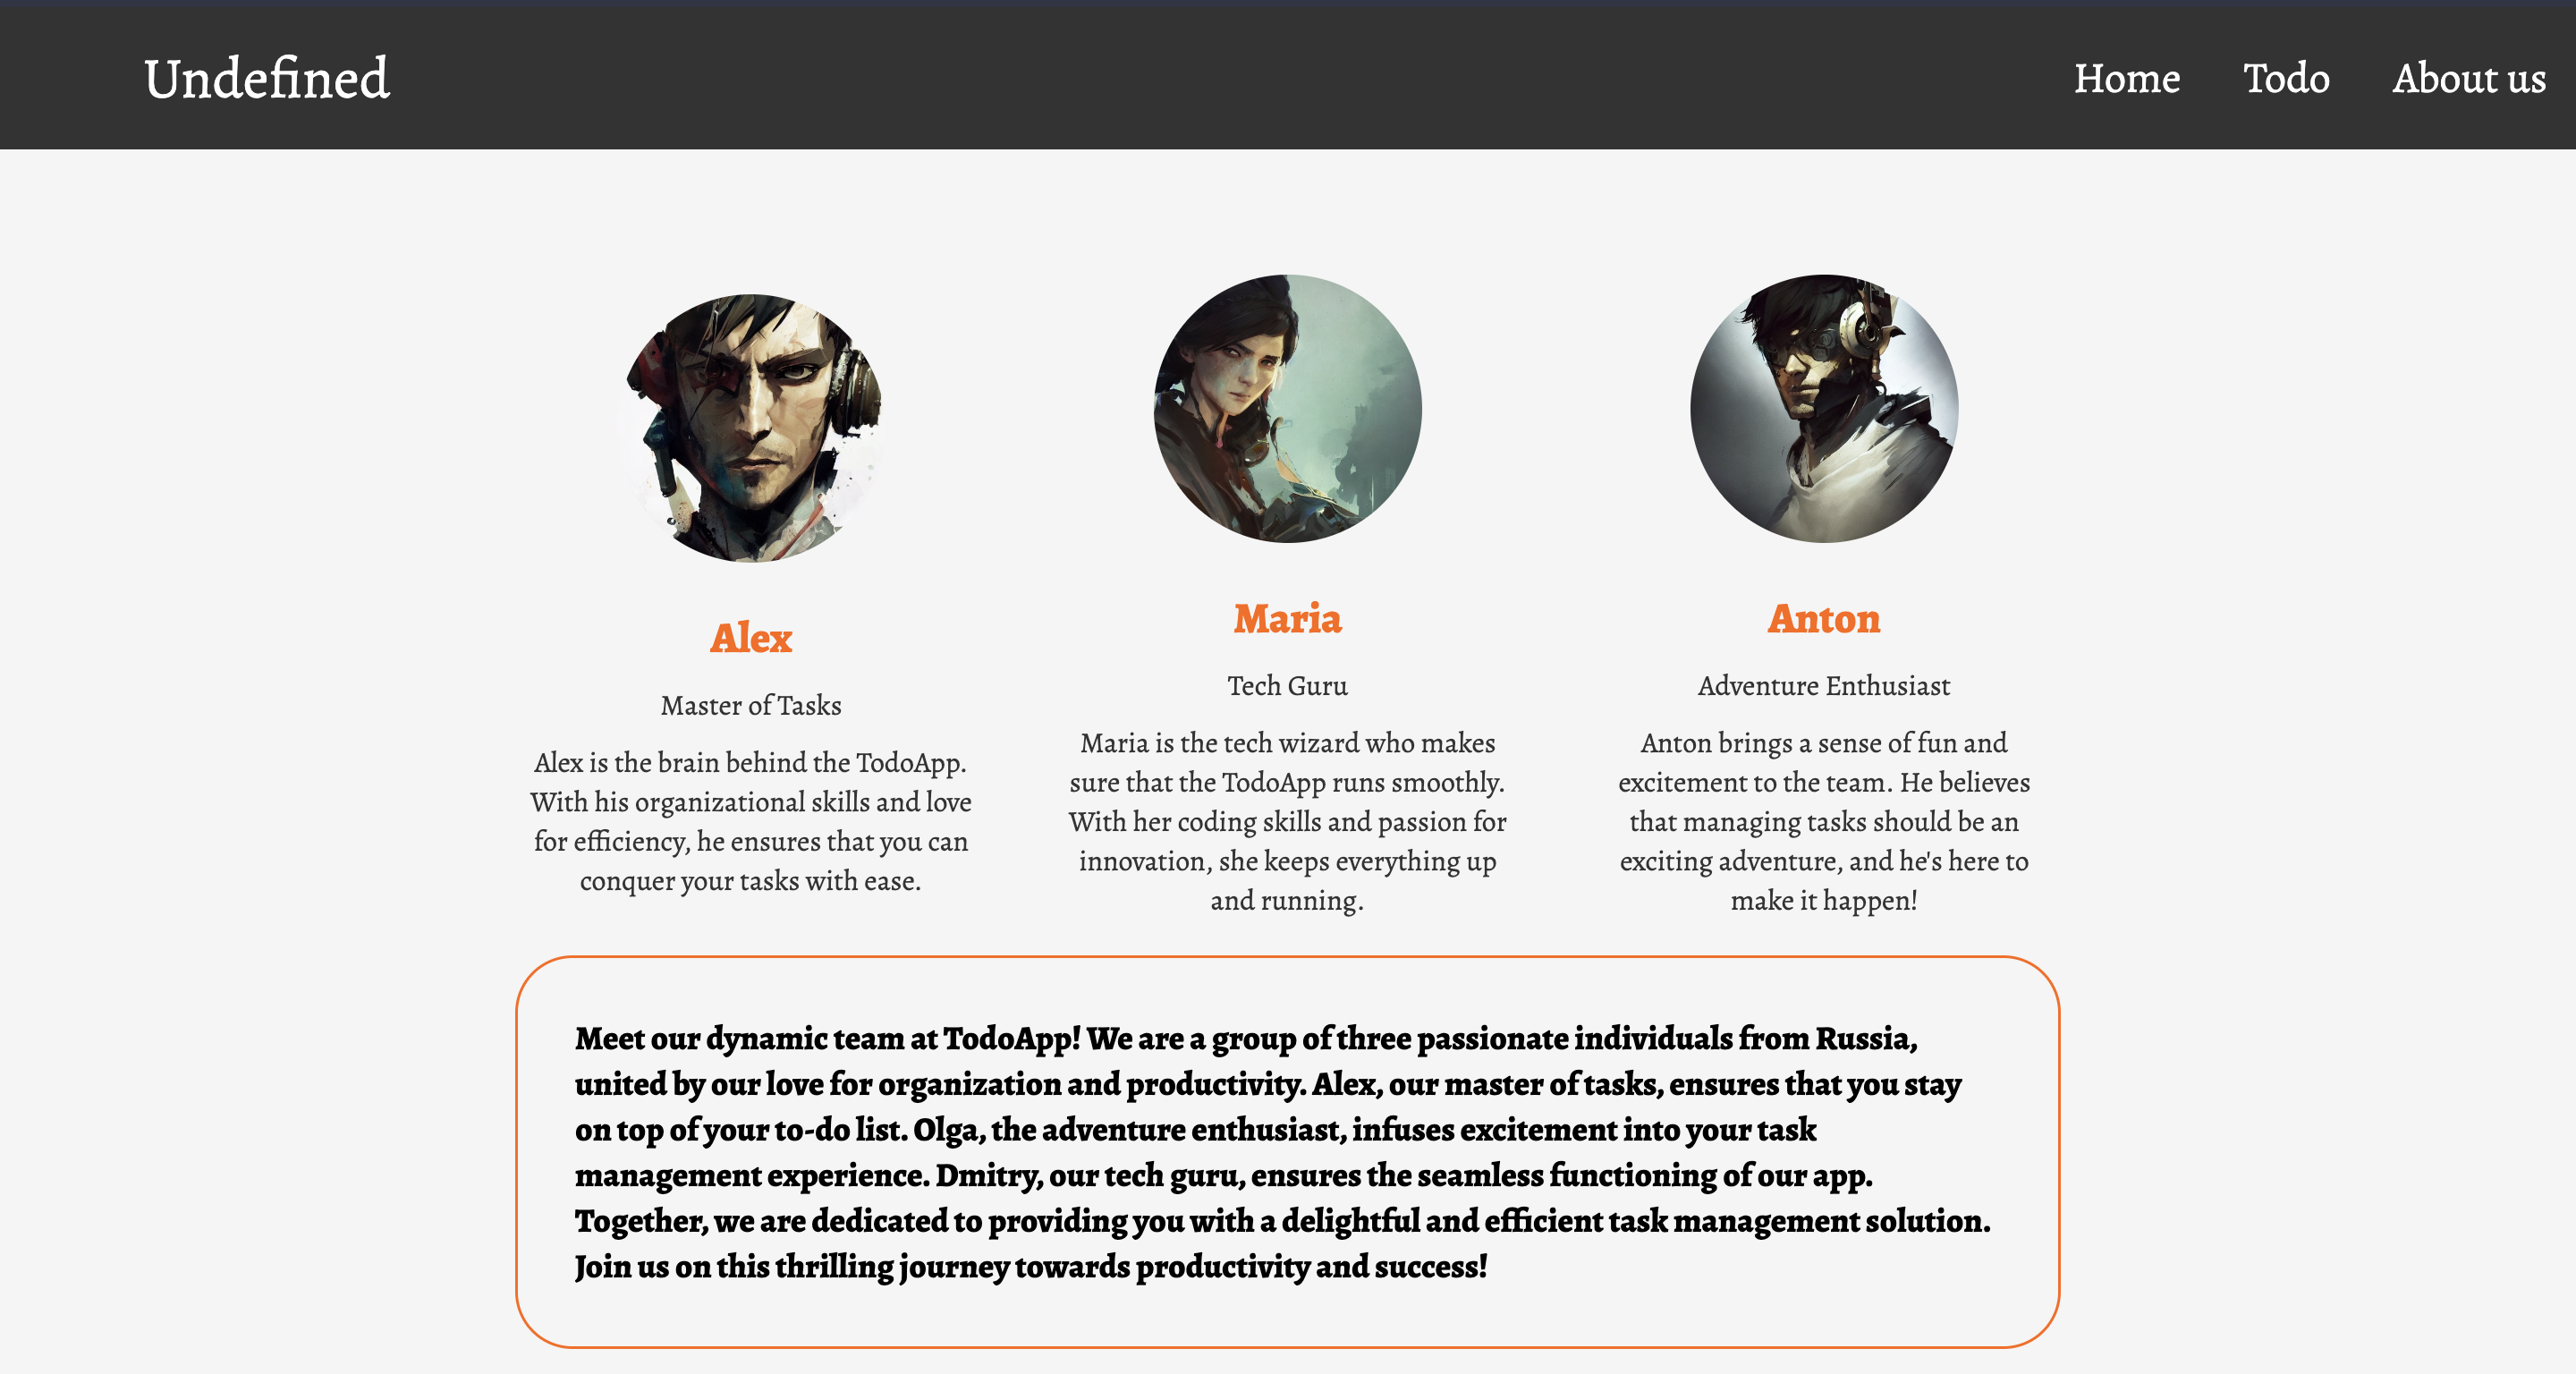 Undefined
Home Todo About us
Alex
Master of Tasks
Alex is the brain behind the TodoApp.
With his organizational skills and love
for efficiency, he ensures that you can
conquer your tasks with ease.
Maria
Tech Guru
Maria is the tech wizard who makes
sure that the TodoApp runs smoothly.
With her coding skills and passion for
innovation, she keeps everything up
and running.
Anton
Adventure Enthusiast
Anton brings a sense of fun and
excitement to the team. He believes
that managing tasks should be an
exciting adventure, and he's here to
make it happen!
Meet our dynamic team at TodoApp! We are a group of three passionate individuals from Russia,
united by our love for organization and productivity. Alex, our master of tasks, ensures that you stay
on top of your to-do list. Olga, the adventure enthusiast, infuses excitement into your task
management experience. Dmitry, our tech guru, ensures the seamless functioning of our app.
Together, we are dedicated to providing you with a delightful and efficient task management solution.
Join us on this thrilling journey towards productivity and success!